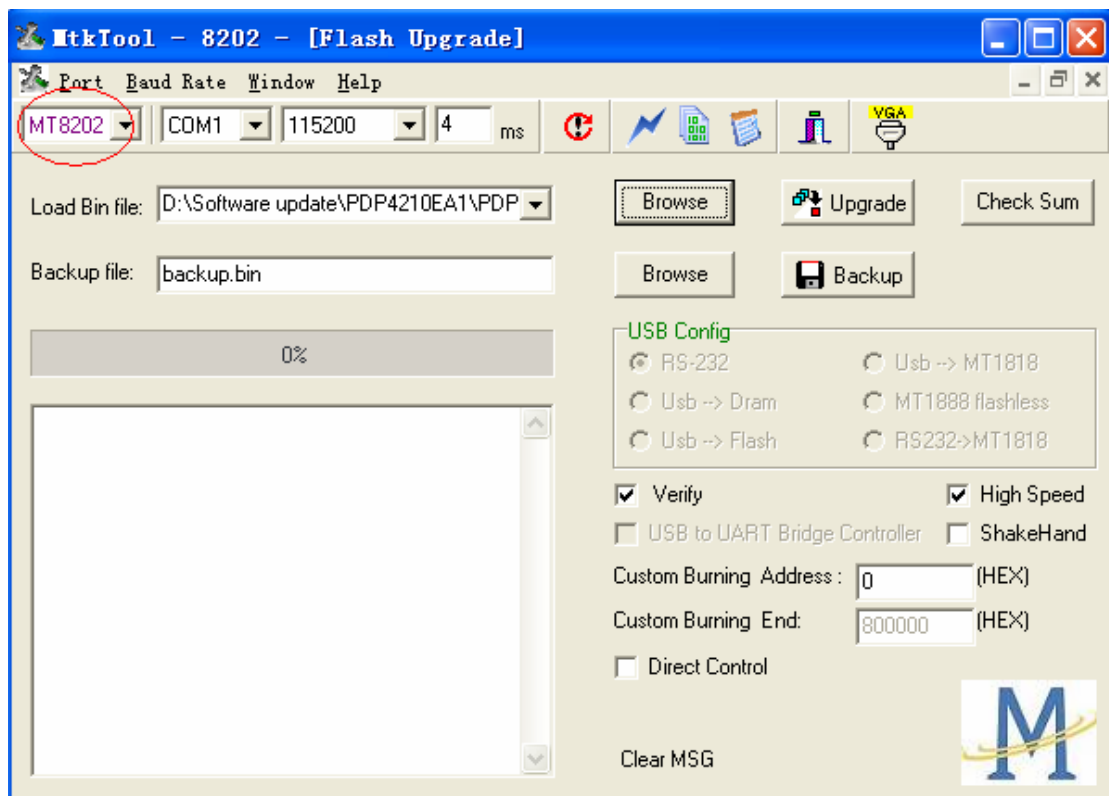 MtkTool - 8202 - [Flash Upgrade]
Port Baud Rate Window Help
MT8202 COM1 115200 4 ms VGA
Load Bin file: D:\Software update\PDP4210EA1\PDP Browse Upgrade Check Sum
Backup file: backup.bin Browse Backup
0%
USB Config
RS-232 Usb --> MT1818
Usb --> Dram MT1888 flashless
Usb --> Flash RS232->MT1818
Verify High Speed
USB to UART Bridge Controller ShakeHand
Custom Burning Address : 0 (HEX)
Custom Burning End: 800000 (HEX)
Direct Control
Clear MSG
M